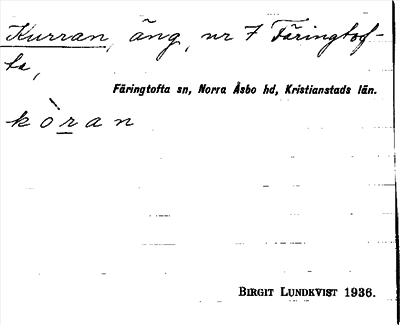 Kurran, äng, nr 7 Färingtof-
ta,
Färingtofta sn, Norra Åsbo hd, Kristianstads län.
kòran
BIRGIT LUNDKVIST 1936.